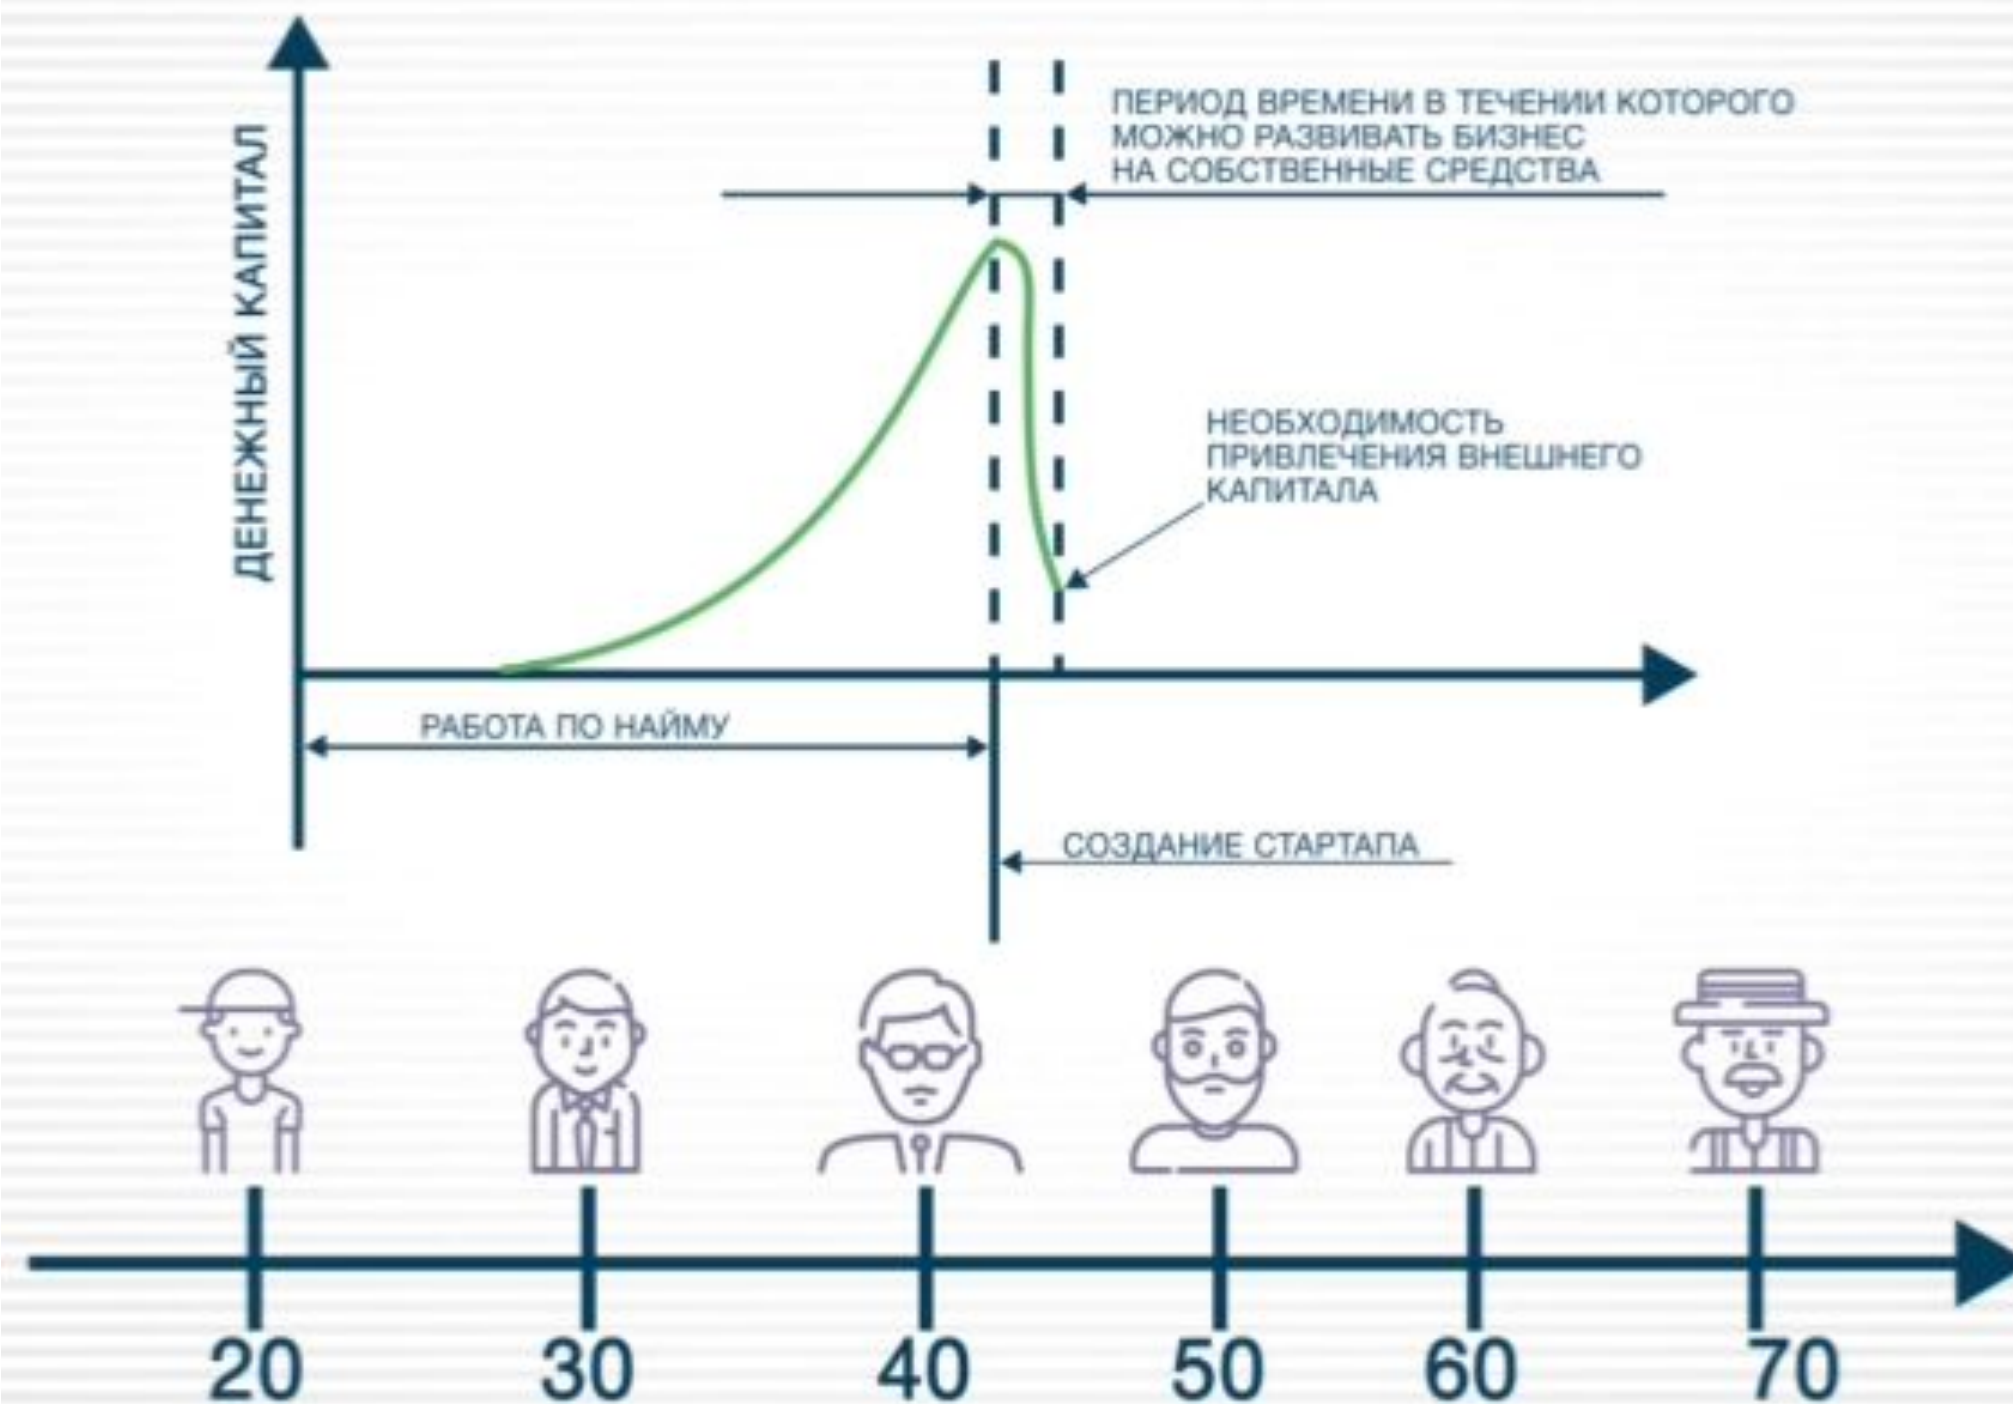 ДЕНЕЖНЫЙ КАПИТАЛ
ПЕРИОД ВРЕМЕНИ В ТЕЧЕНИИ КОТОРОГО
МОЖНО РАЗВИВАТЬ БИЗНЕС
НА СОБСТВЕННЫЕ СРЕДСТВА
НЕОБХОДИМОСТЬ
ПРИВЛЕЧЕНИЯ ВНЕШНЕГО
КАПИТАЛА
РАБОТА ПО НАЙМУ
СОЗДАНИЕ СТАРТАПА
20 30 40 50 60 70